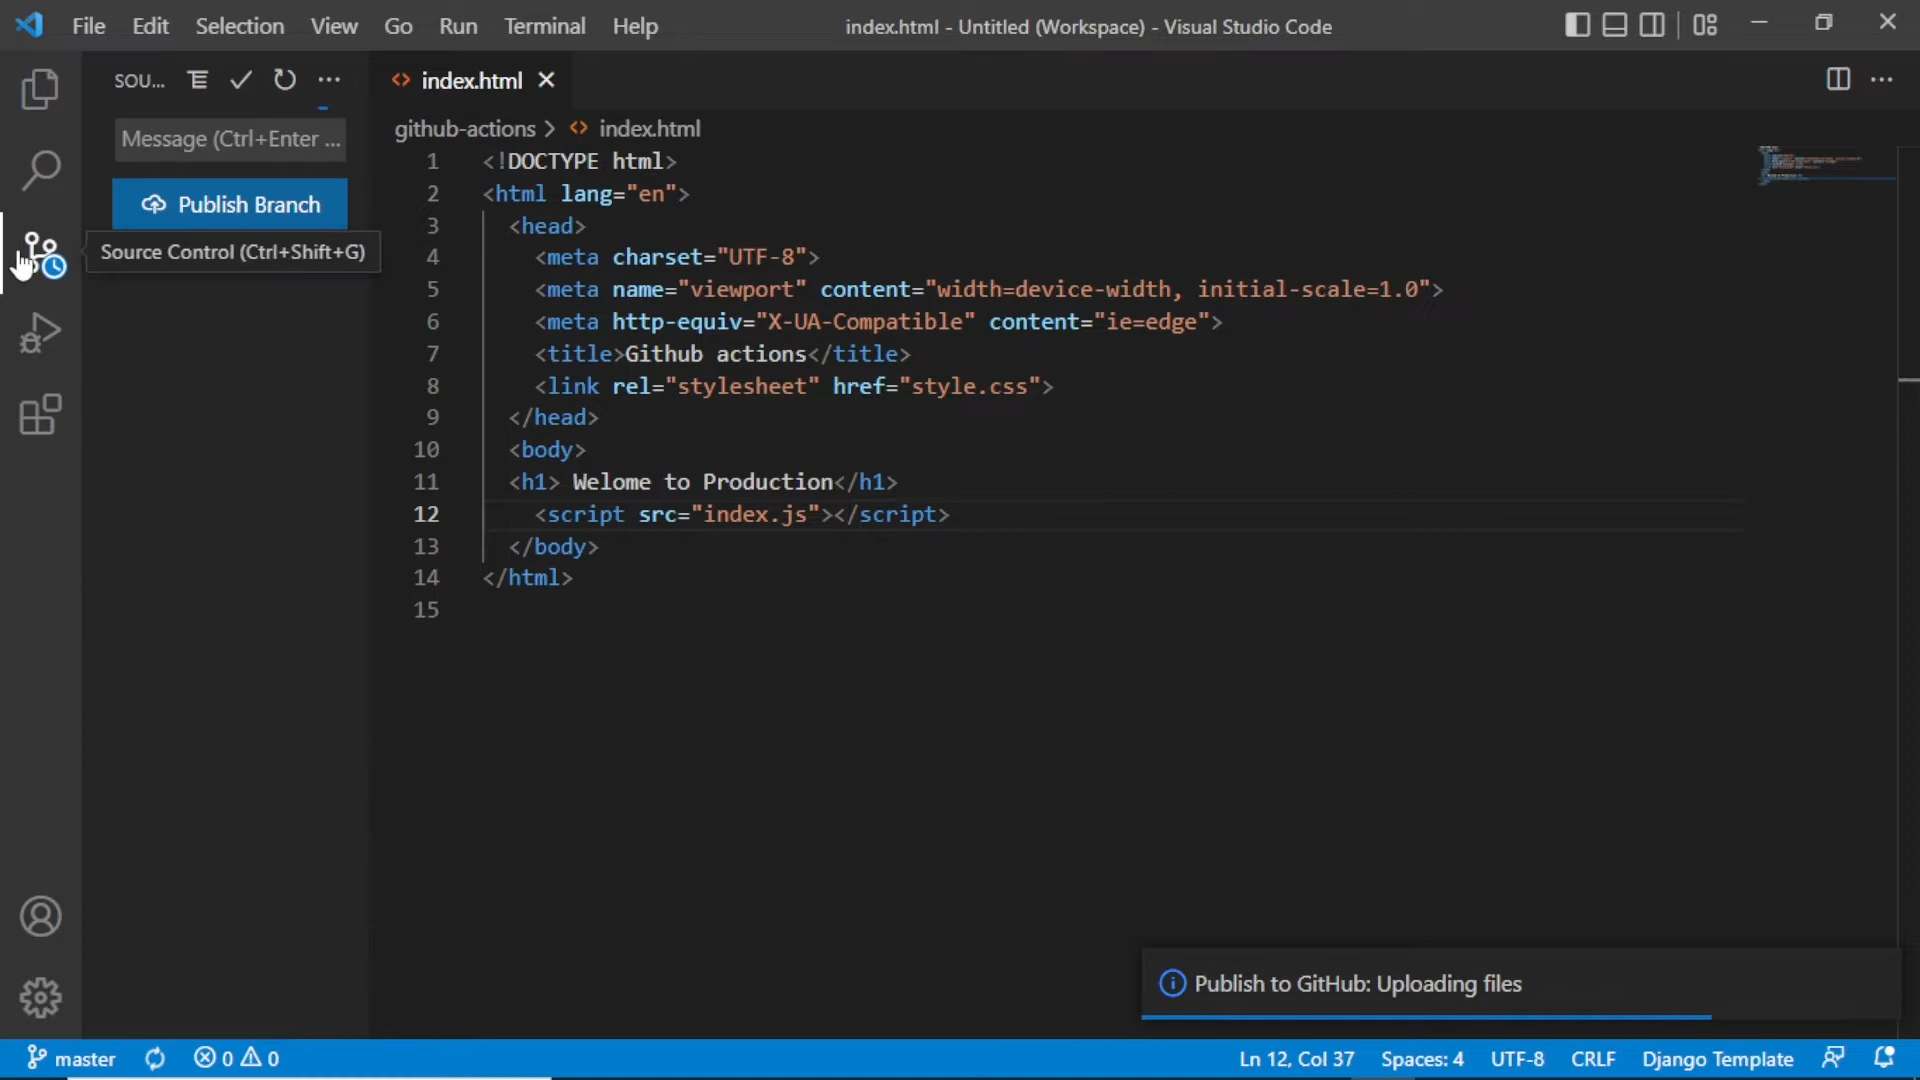 File Edit Selection View Go Run Terminal Help
index.html - Untitled (Workspace) - Visual Studio Code
SOU...
Message (Ctrl+Enter ...
Publish Branch
Source Control (Ctrl+Shift+G)
index.html
github-actions > index.html
1 <!DOCTYPE html>
2 <html lang="en">
3 <head>
4 <meta charset="UTF-8">
5 <meta name="viewport" content="width=device-width, initial-scale=1.0">
6 <meta http-equiv="X-UA-Compatible" content="ie=edge">
7 <title>Github actions</title>
8 <link rel="stylesheet" href="style.css">
9 </head>
10 <body>
11 <h1> Welome to Production</h1>
12 <script src="index.js"></script>
13 </body>
14 </html>
15
Publish to GitHub: Uploading files
master 0 0
Ln 12, Col 37 Spaces: 4 UTF-8 CRLF Django Template